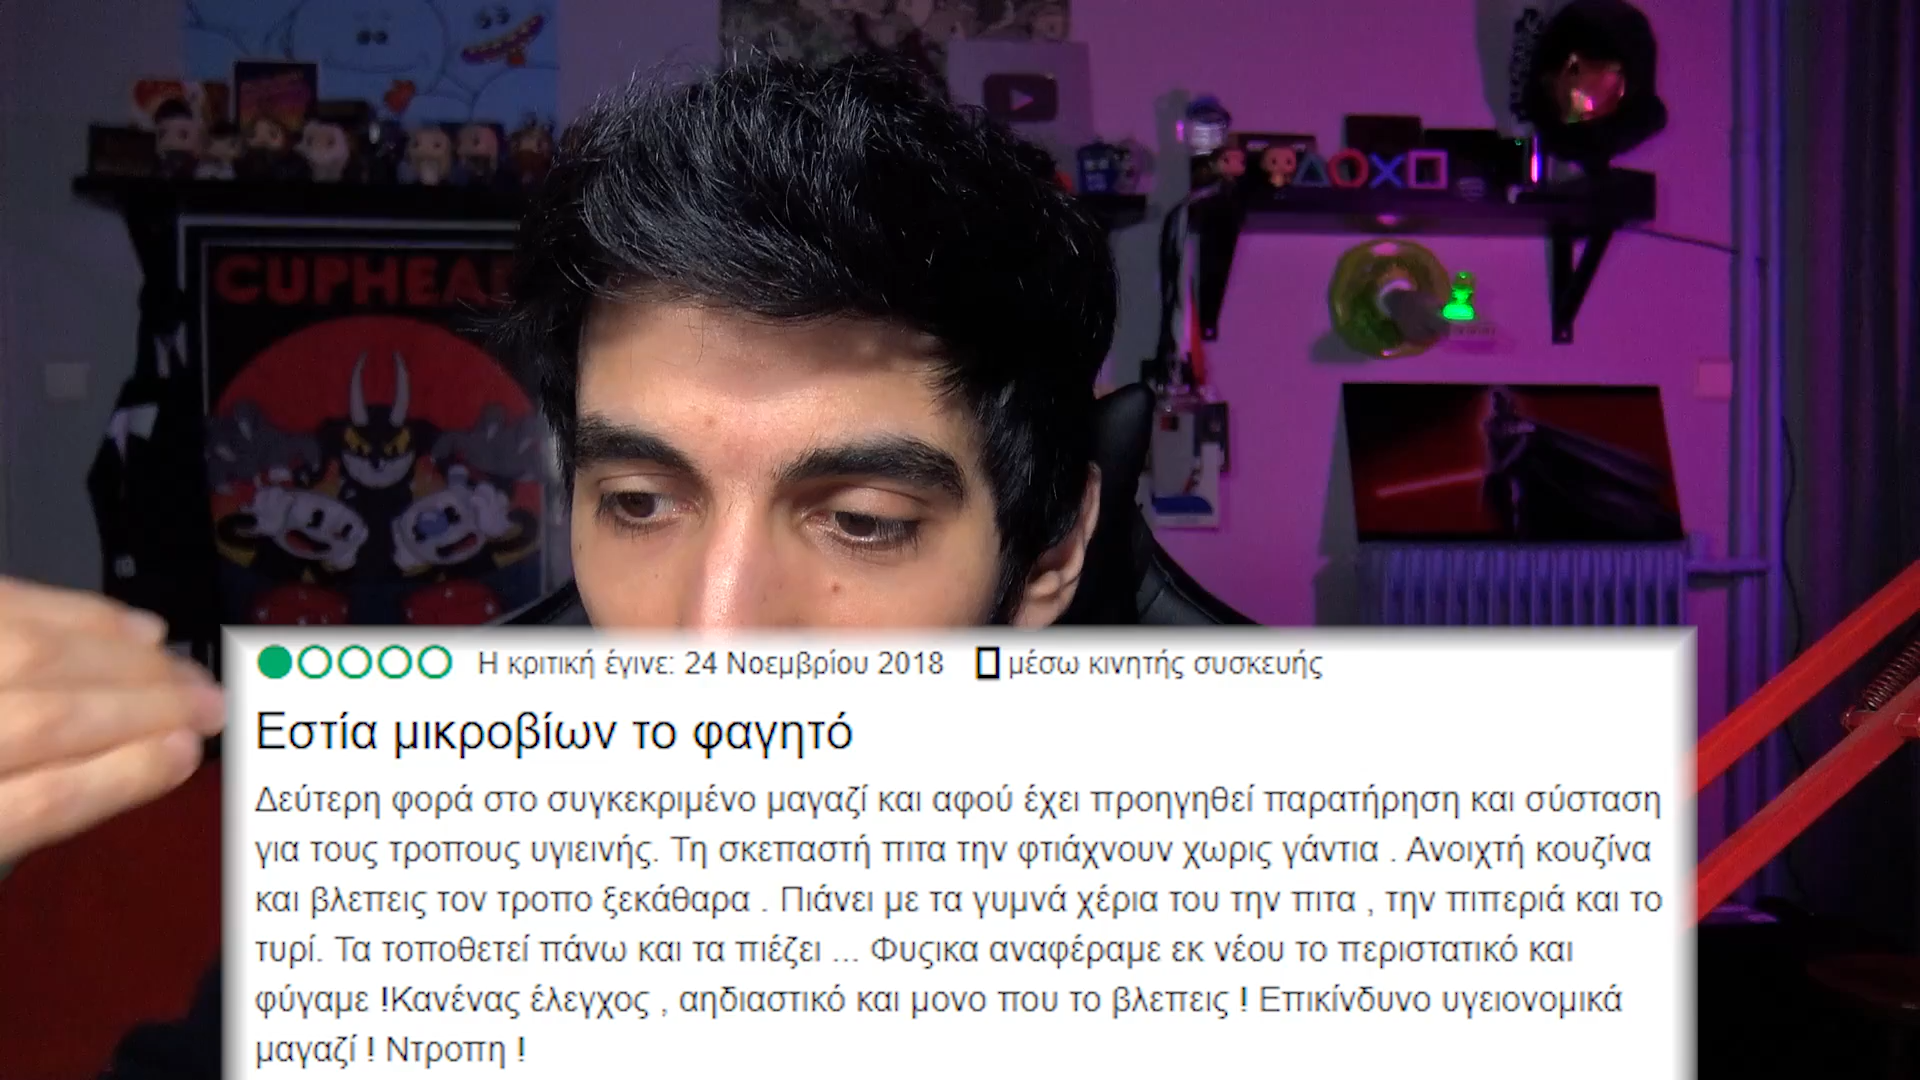 CUPHEA
Η κριτική έγινε: 24 Νοεμβρίου 2018 μέσω κινητής συσκευής
Εστία μικροβίων το φαγητό
Δεύτερη φορά στο συγκεκριμένο μαγαζί και αφού έχει προηγηθεί παρατήρηση και σύσταση
για τους τροπους υγιεινής. Τη σκεπαστή πιτα την φτιάχνουν χωρις γάντια . Ανοιχτή κουζίνα
και βλεπεις τον τροπο ξεκάθαρα . Πιάνει με τα γυμνά χέρια του την πιτα , την πιπεριά και το
τυρί. Τα τοποθετεί πάνω και τα πιέζει ... Φυςικα αναφέραμε εκ νέου το περιστατικό και
φύγαμε !Κανένας έλεγχος , αηδιαστικό και μονο που το βλεπεις ! Επικίνδυνο υγειονομικά
μαγαζί ! Ντροπη !